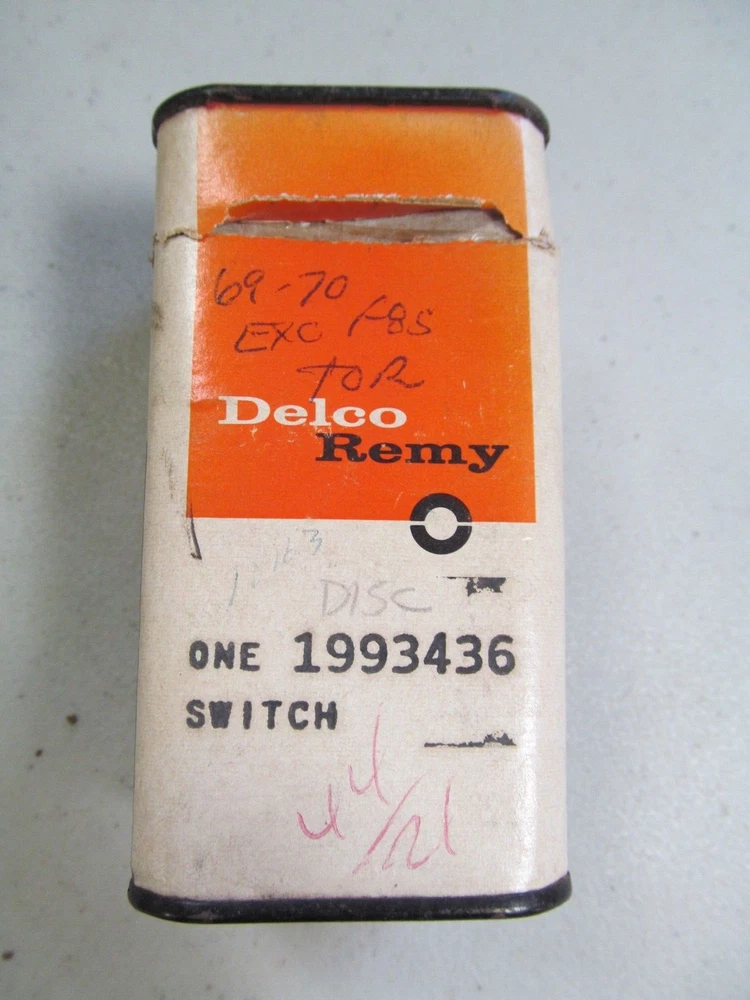 69-70
EXC F85
TOR
Delco
Remy
DISC
ONE 1993436
SWITCH